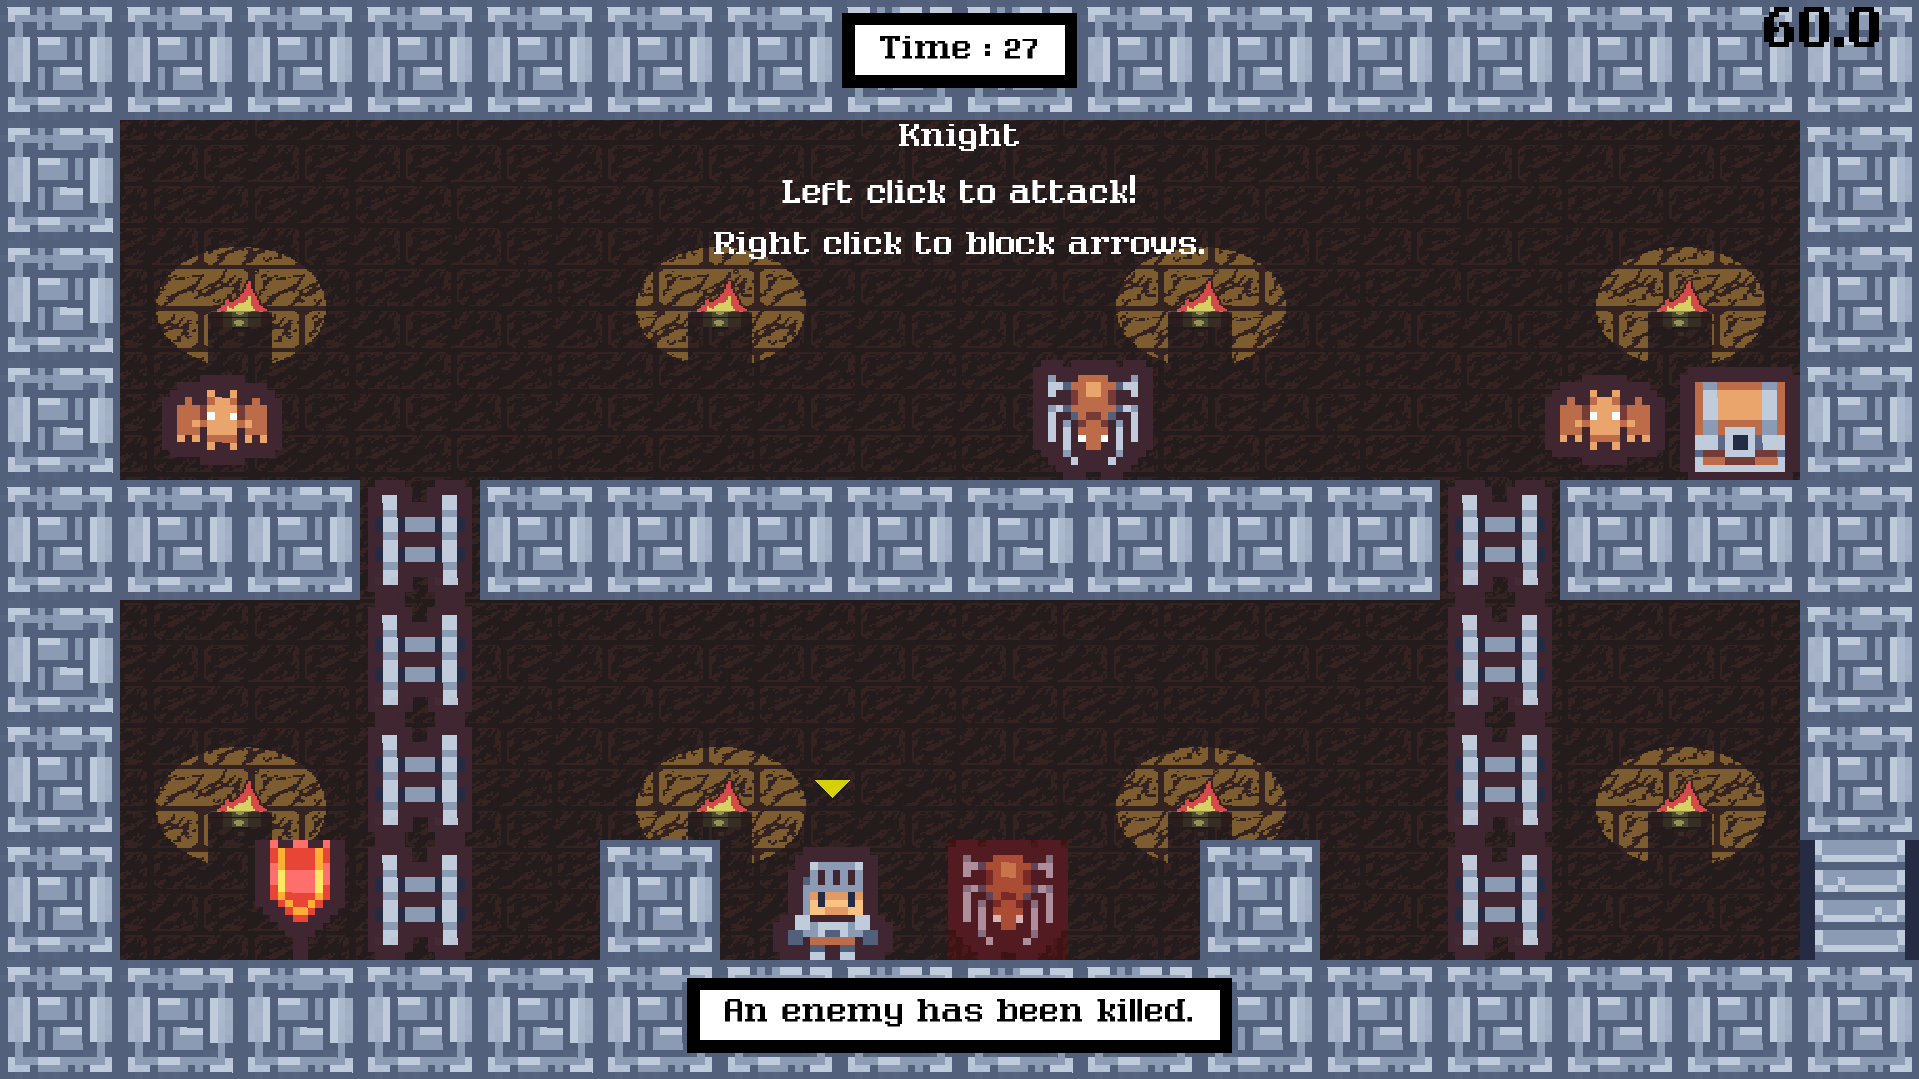 Time : 27
60.0
Knight
Left click to attack!
Right click to block arrows.
An enemy has been killed.